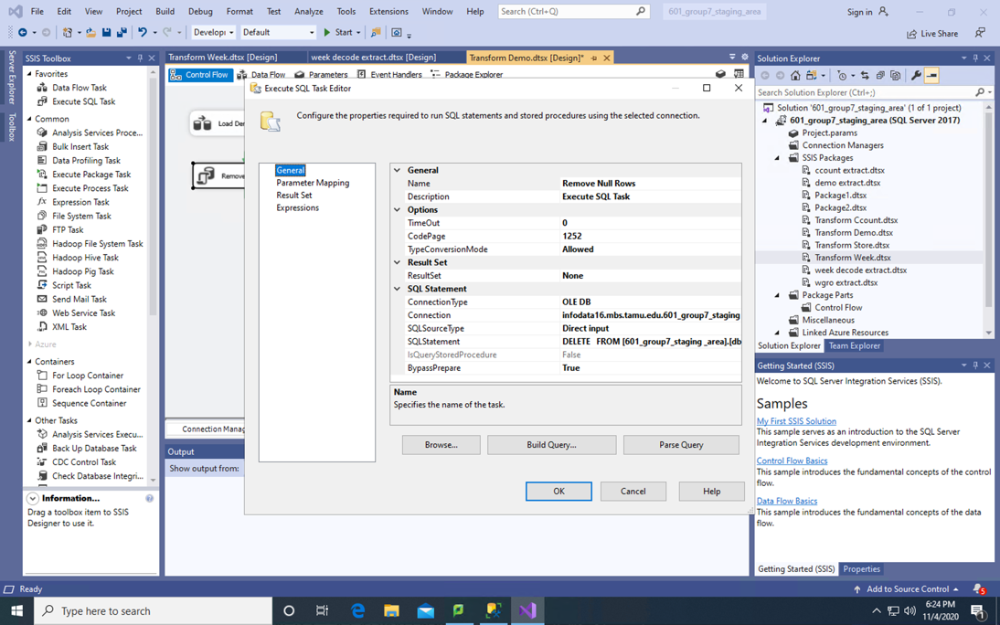 File Edit View Project Build Debug Format Test Analyze Tools Extensions Window Help Search (Ctrl+Q) 601_group7_staging_area Sign in
Developı Default Start Live Share
Server Explorer
Toolbox
SSIS Toolbox
Favorites
Data Flow Task
Execute SQL Task
Common
Analysis Services Proce...
Bulk Insert Task
Data Profiling Task
Execute Package Task
Execute Process Task
Expression Task
File System Task
FTP Task
Hadoop File System Task
Hadoop Hive Task
Hadoop Pig Task
Script Task
Send Mail Task
Web Service Task
XML Task
Azure
Containers
For Loop Container
Foreach Loop Container
Sequence Container
Other Tasks
Analysis Services Execu...
Back Up Database Task
CDC Control Task
Check Database Integri...
Information...
Drag a toolbox item to SSIS
Designer to use it.
Transform Week.dtsx [Design] week decode extract.dtsx [Design] Transform Demo.dtsx [Design]*
Control Flow Data Flow Parameters Event Handlers Package Explorer
Load Der
Remove
Connection Manag
Output
Show output from:
Execute SQL Task Editor
Configure the properties required to run SQL statements and stored procedures using the selected connection.
General
Parameter Mapping
Result Set
Expressions
General
Name Remove Null Rows
Description Execute SQL Task
Options
TimeOut 0
CodePage 1252
TypeConversionMode Allowed
Result Set
ResultSet None
SQL Statement
ConnectionType OLE DB
Connection infodata16.mbs.tamu.edu.601_group7_staging
SQLSourceType Direct input
SQLStatement DELETE FROM [601_group7_staging _area].[db
IsQueryStoredProcedure False
BypassPrepare True
Name
Specifies the name of the task.
Browse... Build Query... Parse Query
OK Cancel Help
Solution Explorer
Search Solution Explorer (Ctrl+;)
Solution '601_group7_staging_area' (1 of 1 project)
601_group7_staging_area (SQL Server 2017)
Project.params
Connection Managers
SSIS Packages
ccount extract.dtsx
demo extract.dtsx
Package1.dtsx
Package2.dtsx
Transform Ccount.dtsx
Transform Demo.dtsx
Transform Store.dtsx
Transform Week.dtsx
week decode extract.dtsx
wgro extract.dtsx
Package Parts
Control Flow
Miscellaneous
Linked Azure Resources
Solution Explorer Team Explorer
Getting Started (SSIS)
Welcome to SQL Server Integration Services (SSIS).
Samples
My First SSIS Solution
This sample serves as an introduction to the SQL Server
Integration Services development environment.
Control Flow Basics
This sample introduces the fundamental concepts of the control
flow.
Data Flow Basics
This sample introduces the fundamental concepts of the data
flow.
Getting Started (SSIS) Properties
Ready Add to Source Control 5
Type here to search
6:24 PM
11/4/2020
1